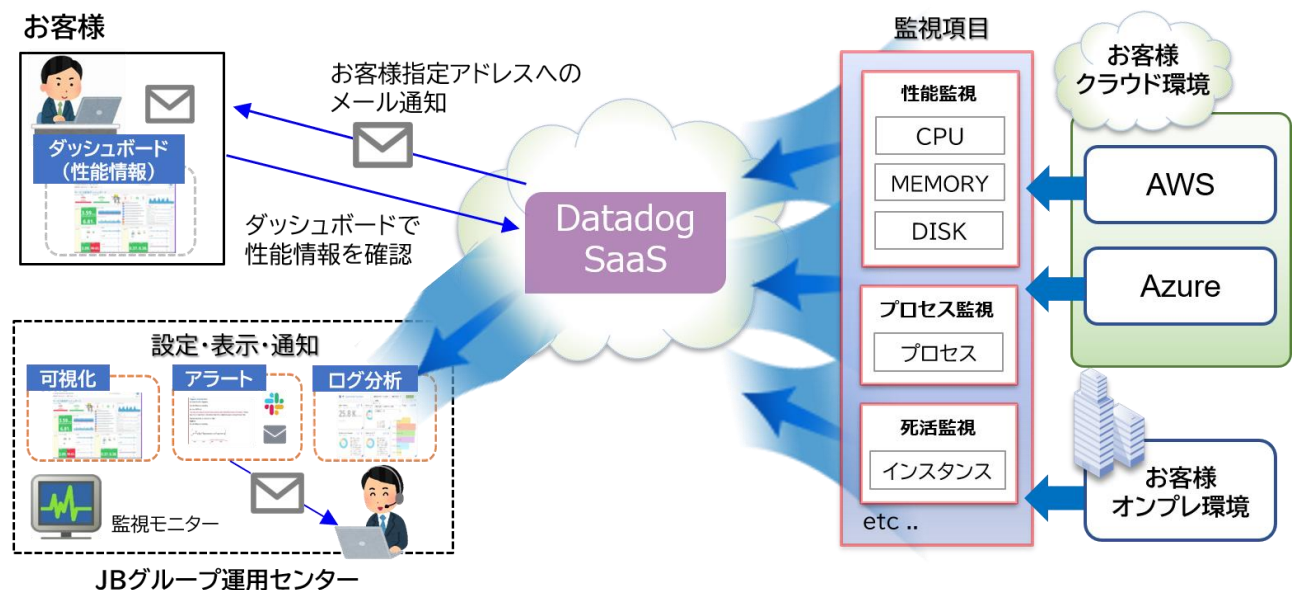 お客様
ダッシュボード
(性能情報)
お客様指定アドレスへの
メール通知
ダッシュボードで
性能情報を確認
Datadog
SaaS
監視項目
性能監視
CPU
MEMORY
DISK
プロセス監視
プロセス
死活監視
インスタンス
etc ..
お客様
クラウド環境
AWS
Azure
お客様
オンプレ環境
設定・表示・通知
可視化
アラート
ログ分析
25.8 K
監視モニター
JBグループ運用センター